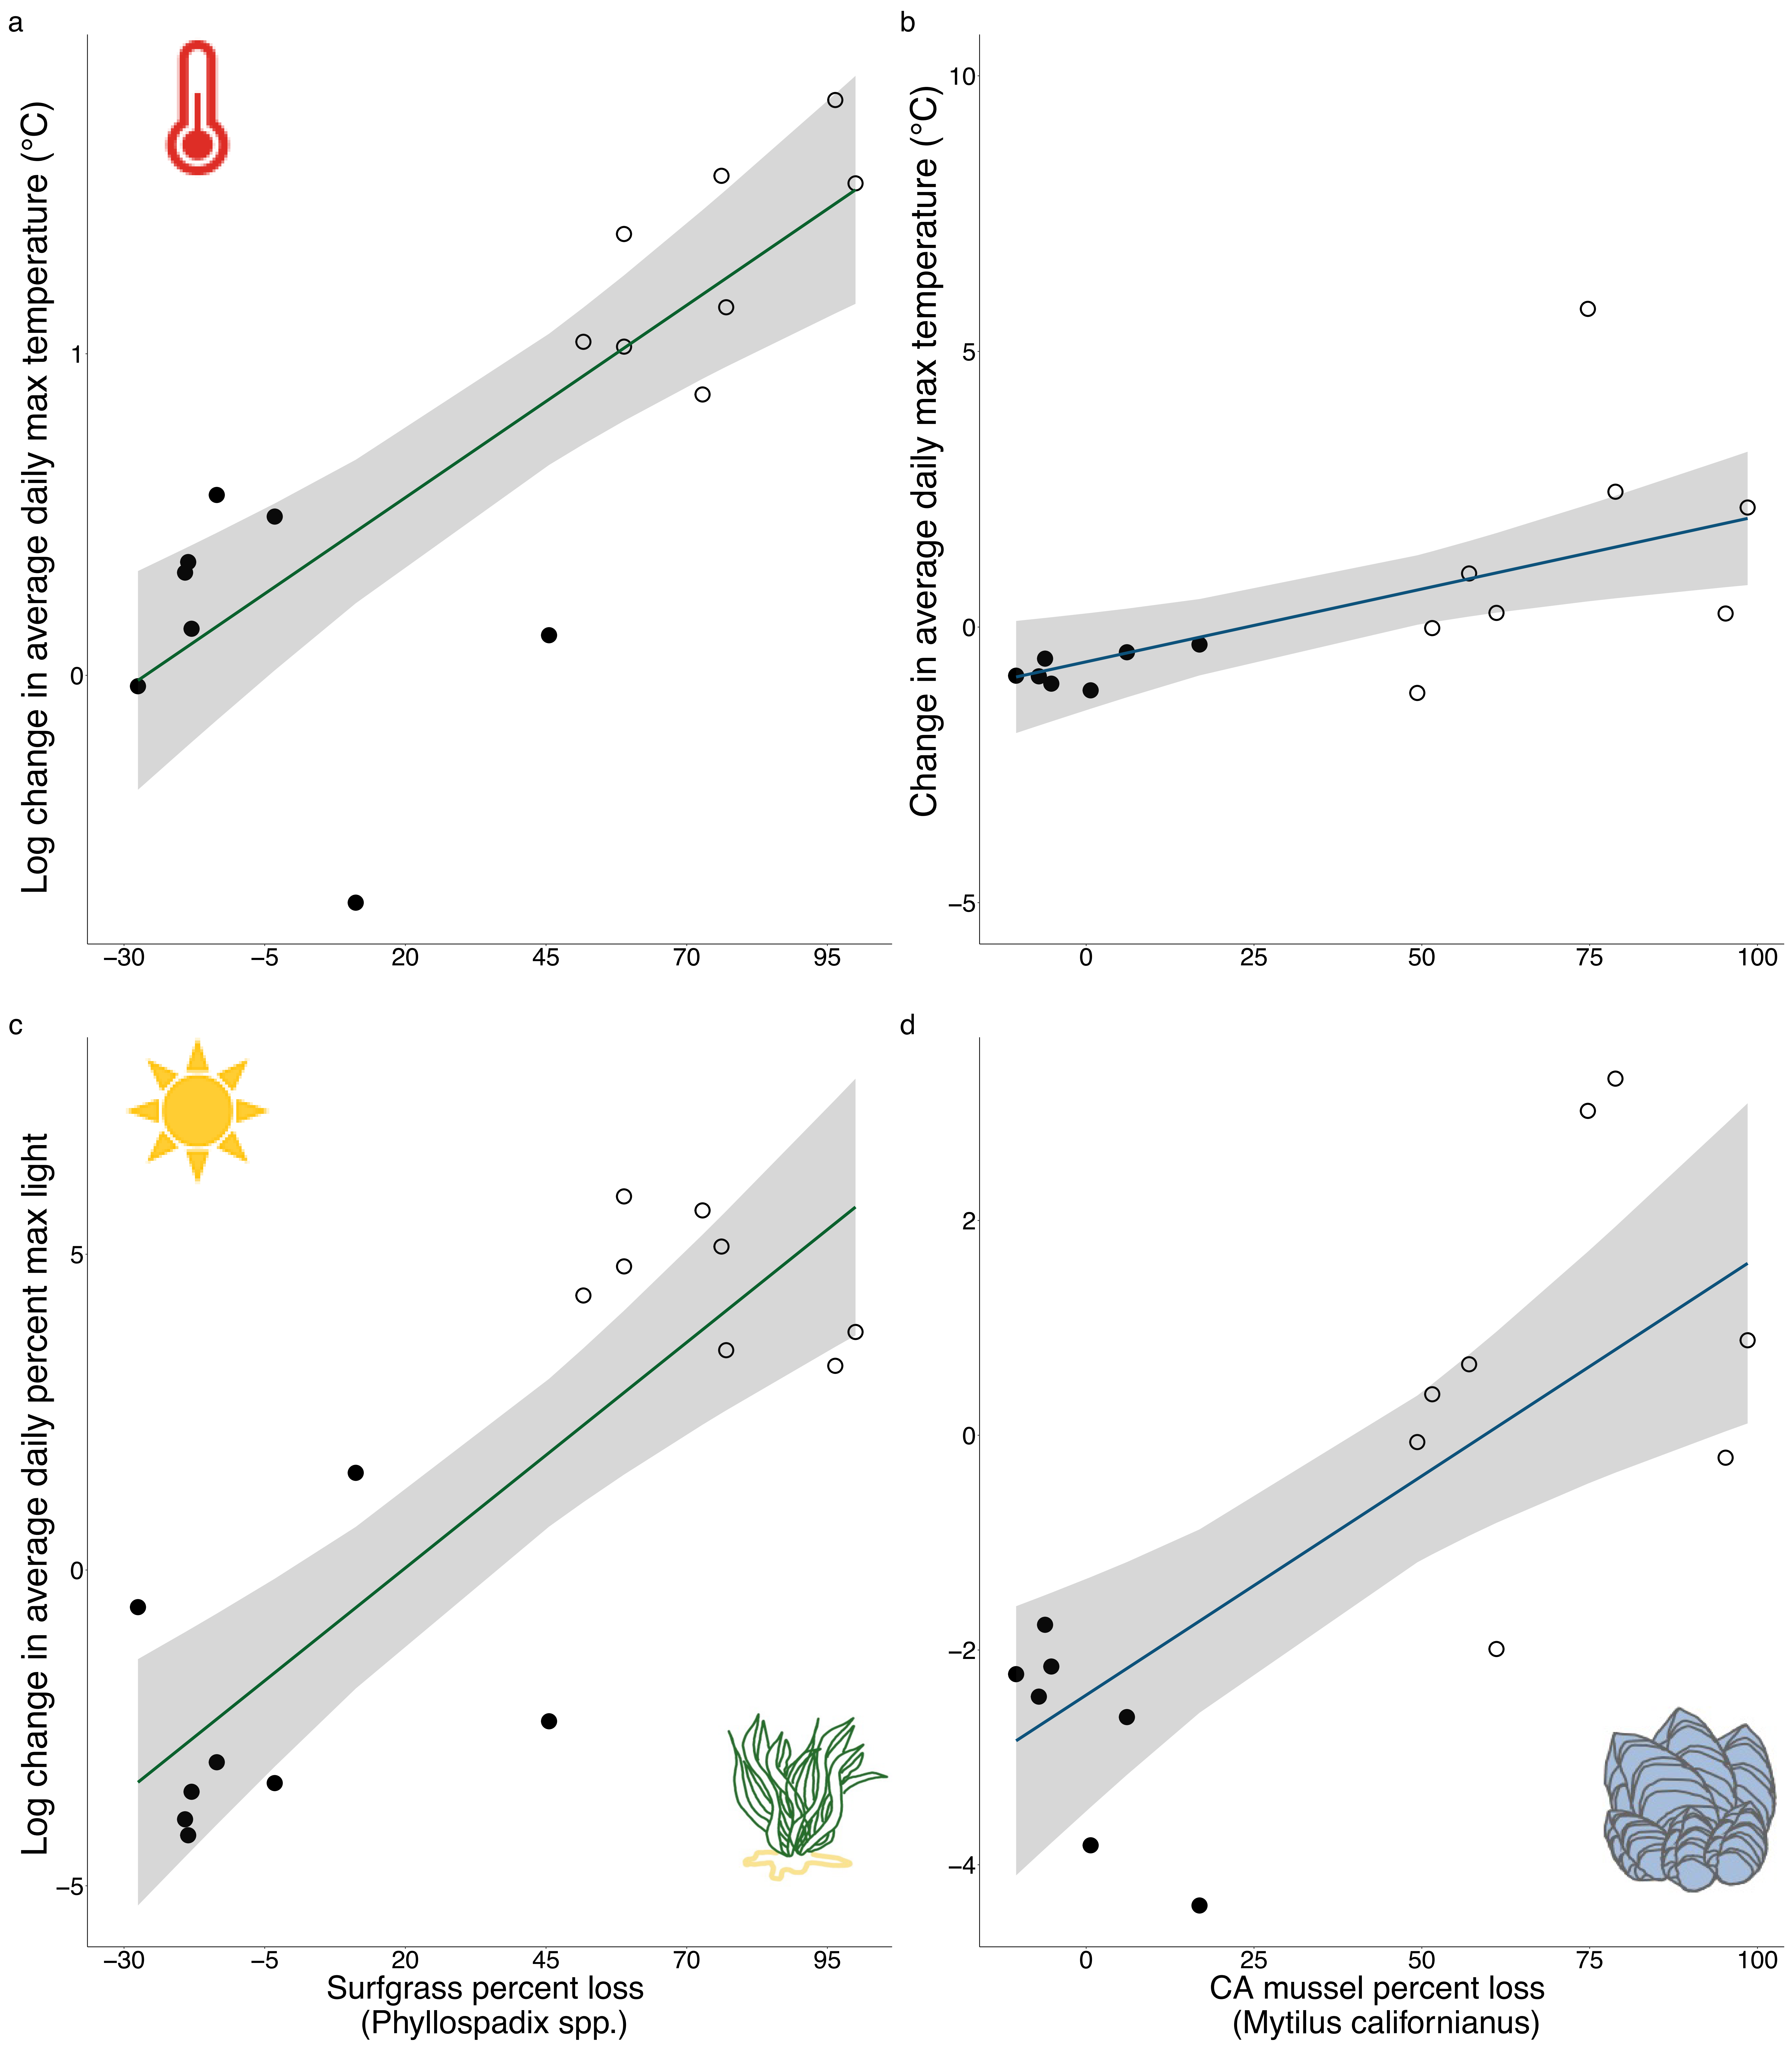 a
Log change in average daily max temperature (°C)
1
0
−30 −5 20 45 70 95
b
Change in average daily max temperature (°C)
10
5
0
−5
0 25 50 75 100
c
Log change in average daily percent max light
5
0
−5
−30 −5 20 45 70 95
Surfgrass percent loss
(Phyllospadix spp.)
d
2
0
−2
−4
0 25 50 75 100
CA mussel percent loss
(Mytilus californianus)